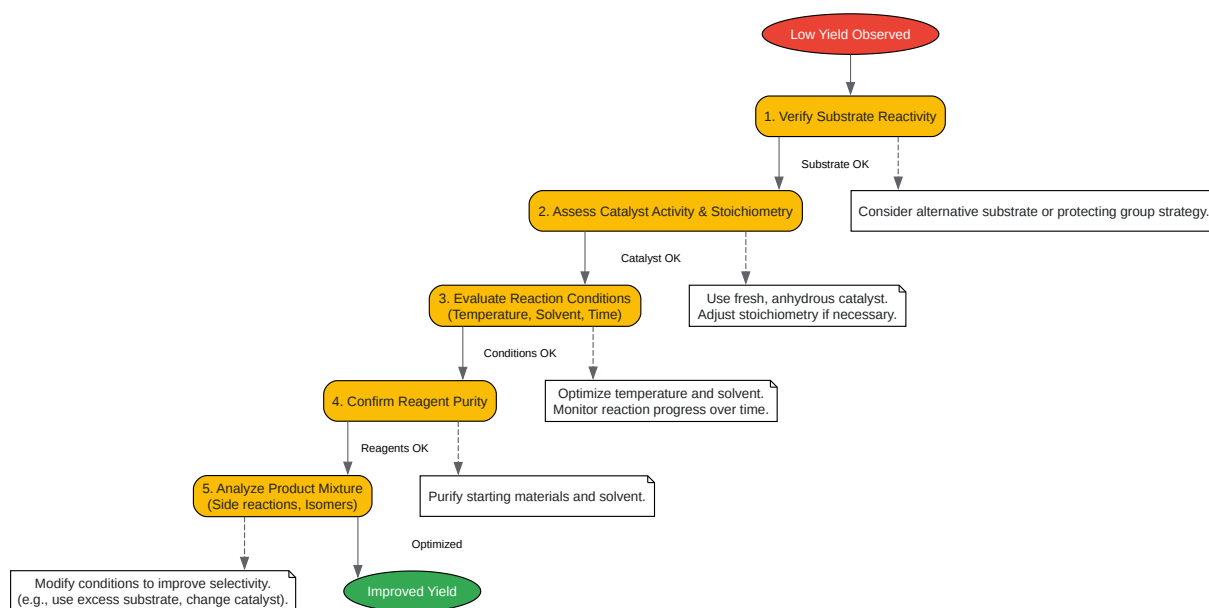 Low Yield Observed
1. Verify Substrate Reactivity
Substrate OK
2. Assess Catalyst Activity & Stoichiometry
Consider alternative substrate or protecting group strategy.
Catalyst OK
3. Evaluate Reaction Conditions
(Temperature, Solvent, Time)
Use fresh, anhydrous catalyst.
Adjust stoichiometry if necessary.
Conditions OK
4. Confirm Reagent Purity
Optimize temperature and solvent.
Monitor reaction progress over time.
Reagents OK
5. Analyze Product Mixture
(Side reactions, Isomers)
Purify starting materials and solvent.
Optimized
Modify conditions to improve selectivity.
(e.g., use excess substrate, change catalyst).
Improved Yield